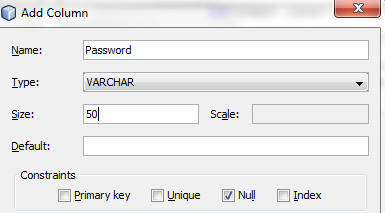 Add Column
Name: Password
Type: VARCHAR
Size: 50 Scale:
Default:
Constraints
Primary key Unique Null Index